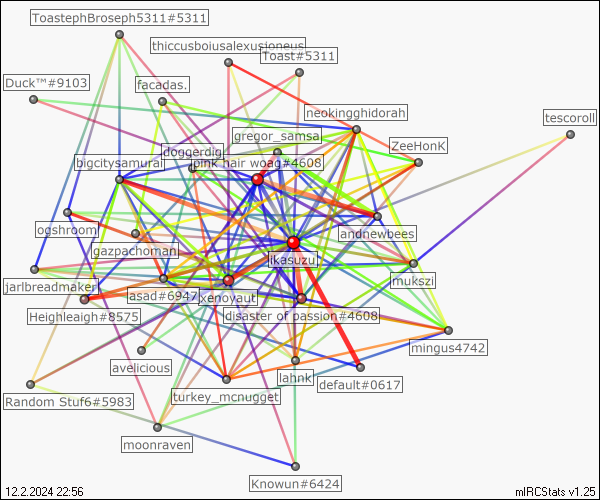 ToastephBroseph5311#5311
thiccusboiusalexusioneus
Toast#5311
Duck™#9103
facadas.
neokingghidorah
tescoroll
gregor_samsa
ZeeHonK
doggerdig
bigcitysamurai
pink hair woag#4608
ogshroom
andnewbees
gazpachoman
ikasuzu
mukszi
jarlbreadmaker
asad#6947
xenovaut
Heighleaigh#8575
disaster of passion#4608
mingus4742
avelicious
lahnk
default#0617
Random Stuf6#5983
turkey_mcnugget
moonraven
Knowun#6424
12.2.2024 22:56
mIRCStats v1.25